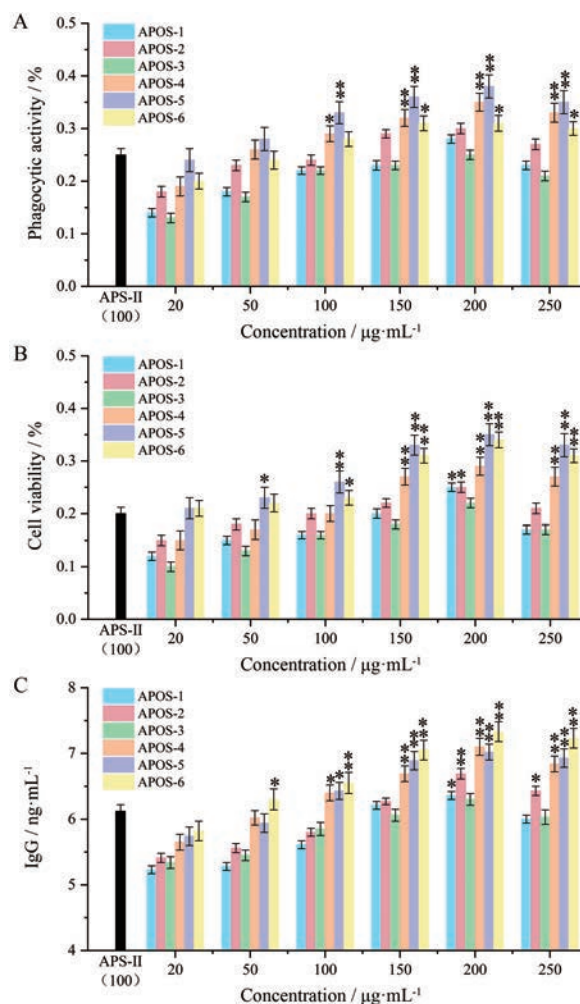 A
APOS-1
APOS-2
APOS-3
APOS-4
APOS-5
APOS-6
Phagocytic activity / %
0.5
0.4
0.3
0.2
0.1
0.0
* ** ** ** * ** ** * ** ** *
APS-II
(100)
20 50 100 150 200 250
Concentration / μg·mL⁻¹
B
APOS-1
APOS-2
APOS-3
APOS-4
APOS-5
APOS-6
Cell viability / %
0.5
0.4
0.3
0.2
0.1
0.0
* ** * ** ** ** * * ** ** ** ** ** **
APS-II
(100)
20 50 100 150 200 250
Concentration / μg·mL⁻¹
C
APOS-1
APOS-2
APOS-3
APOS-4
APOS-5
APOS-6
IgG / ng·mL⁻¹
8
7
6
5
4
* * * ** ** ** ** * ** ** ** ** * ** ** **
APS-II
(100)
20 50 100 150 200 250
Concentration / μg·mL⁻¹